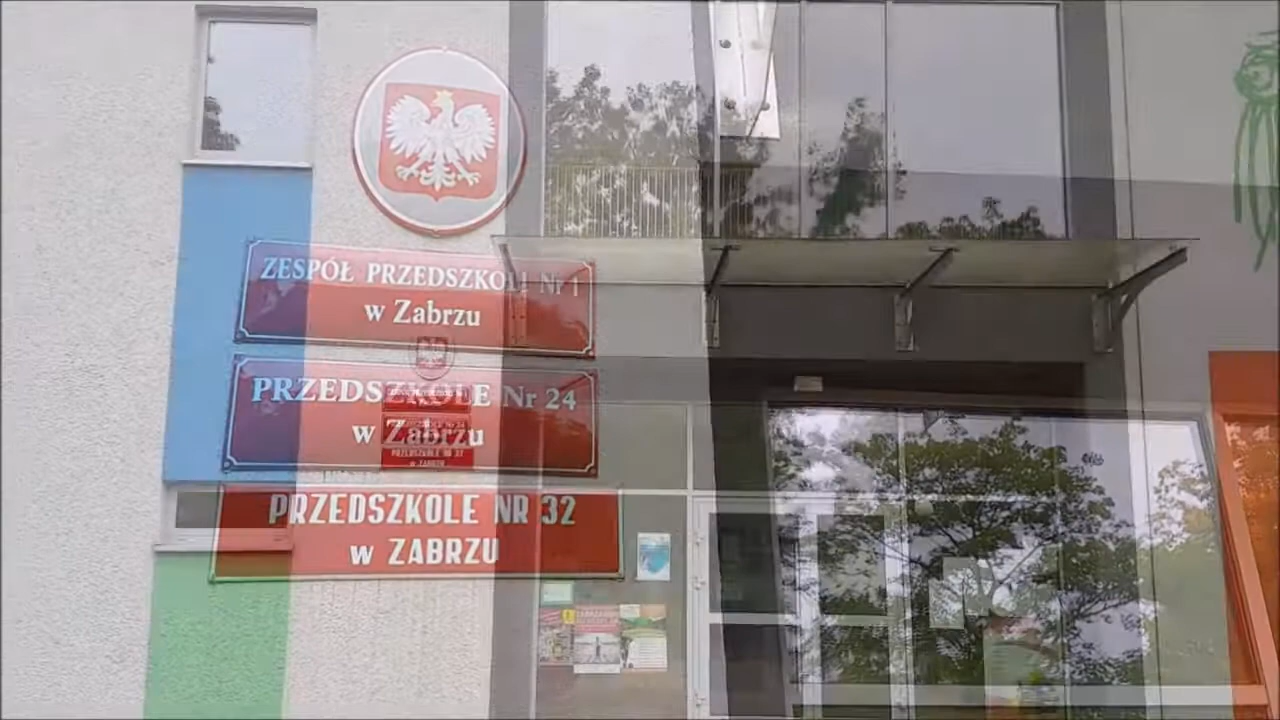 ZESPÓŁ PRZEDSZKOLI Nr 1
w Zabrzu
PRZEDSZKOLE Nr 24
w Zabrzu
PRZEDSZKOLE NR 32
w ZABRZU